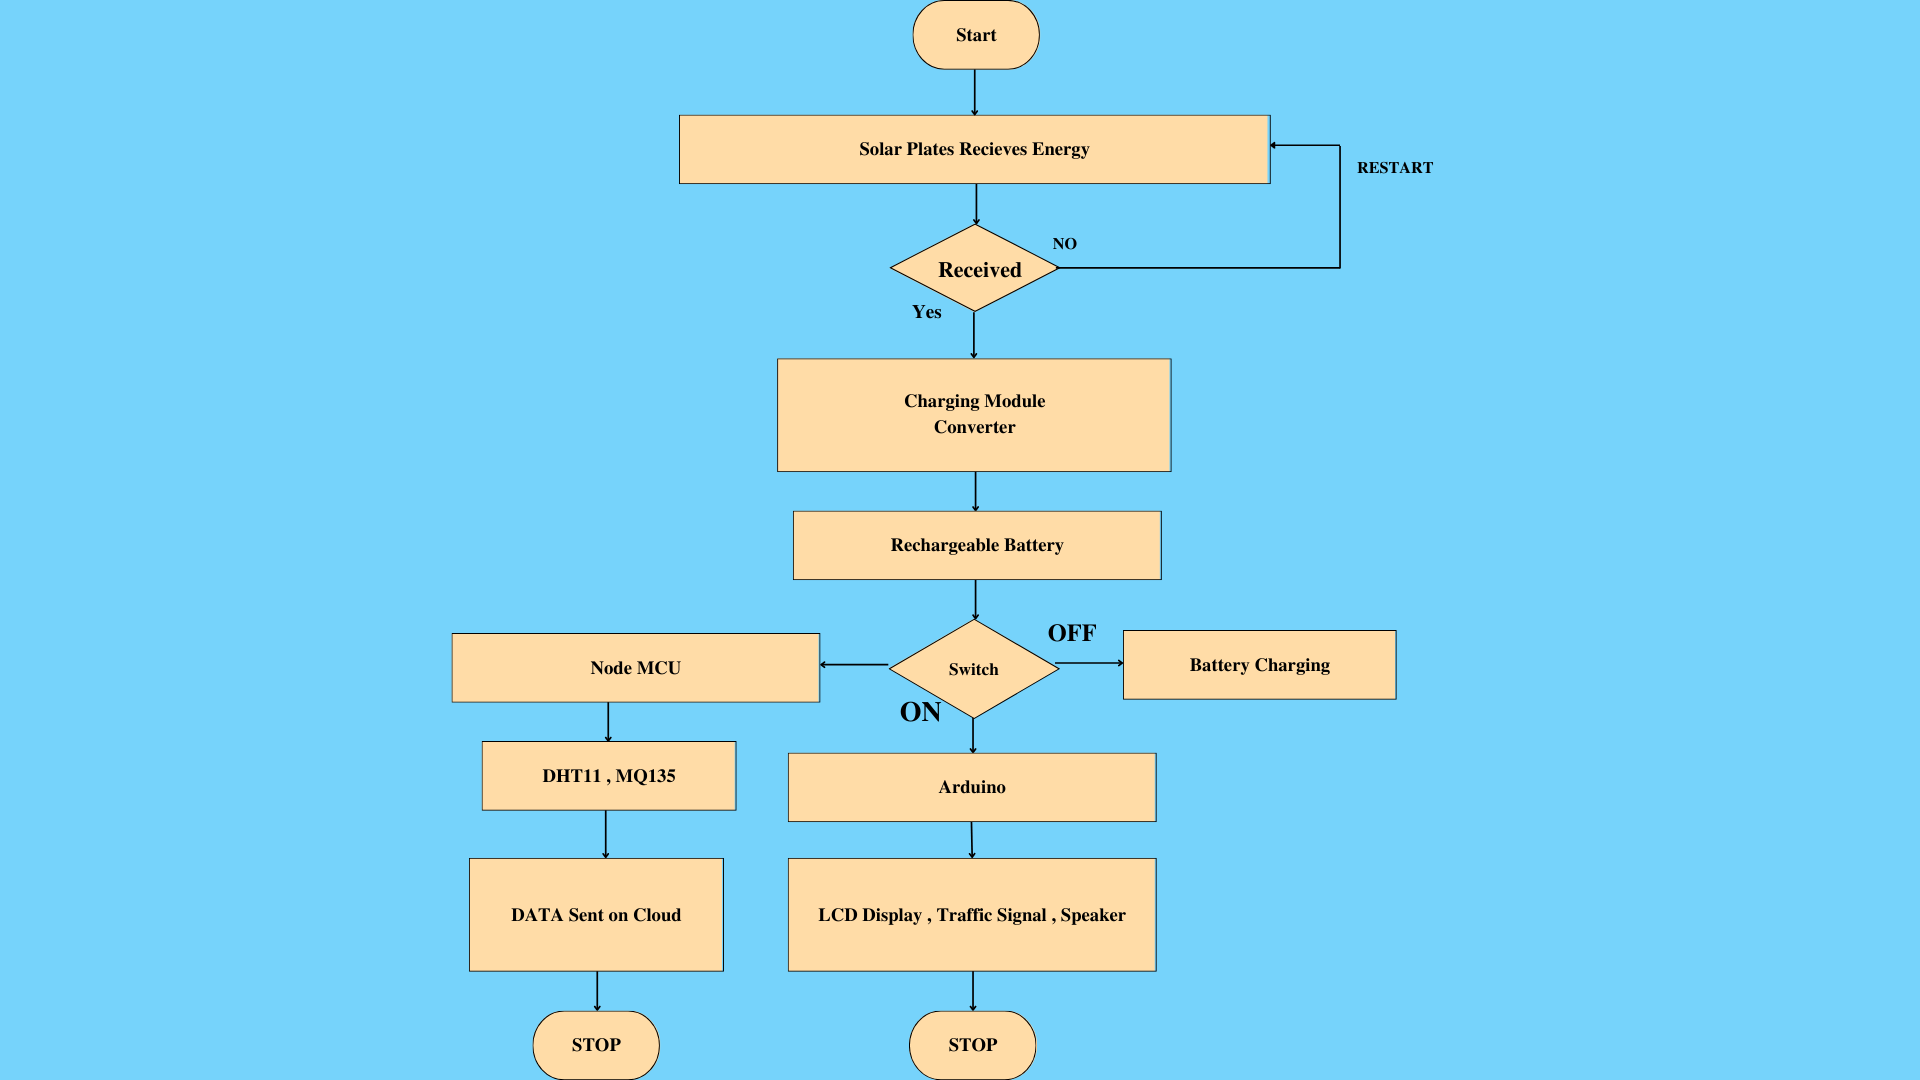 Start
Solar Plates Recieves Energy
RESTART
NO
Received
Yes
Charging Module
Converter
Rechargeable Battery
OFF
Node MCU
Switch
Battery Charging
ON
DHT11 , MQ135
Arduino
DATA Sent on Cloud
LCD Display , Traffic Signal , Speaker
STOP
STOP